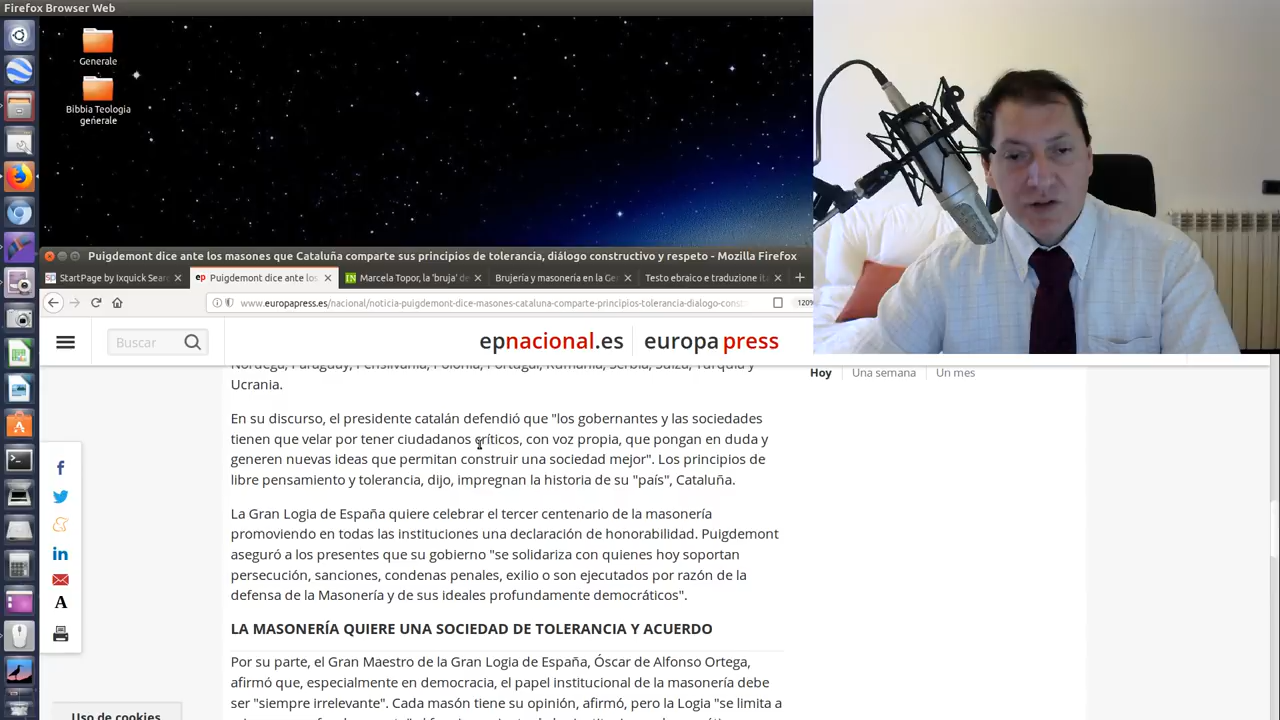 Firefox Browser Web
Generale
Bibbia Teologia
generale
Puigdemont dice ante los masones que Cataluña comparte sus principios de tolerancia, diálogo constructivo y respeto - Mozilla Firefox
StartPage by Ixquick Sear
Puigdemont dice ante los
Marcela Topor, la 'bruja' de
Brujería y masonería en la Ge
Testo ebraico e traduzione it
www.europapress.es/nacional/noticia-puigdemont-dice-masones-cataluna-comparte-principios-tolerancia-dialogo-const
120%
Buscar
epnacional.es
europa press
Noruega, Paraguay, Pensilvania, Polonia, Portugal, Rumania, Serbia, Suiza, Turquía y
Ucrania.
Hoy
Una semana
Un mes
En su discurso, el presidente catalán defendió que "los gobernantes y las sociedades
tienen que velar por tener ciudadanos críticos, con voz propia, que pongan en duda y
generen nuevas ideas que permitan construir una sociedad mejor". Los principios de
libre pensamiento y tolerancia, dijo, impregnan la historia de su "país", Cataluña.
La Gran Logia de España quiere celebrar el tercer centenario de la masonería
promoviendo en todas las instituciones una declaración de honorabilidad. Puigdemont
aseguró a los presentes que su gobierno "se solidariza con quienes hoy soportan
persecución, sanciones, condenas penales, exilio o son ejecutados por razón de la
defensa de la Masonería y de sus ideales profundamente democráticos".
LA MASONERÍA QUIERE UNA SOCIEDAD DE TOLERANCIA Y ACUERDO
Por su parte, el Gran Maestro de la Gran Logia de España, Óscar de Alfonso Ortega,
afirmó que, especialmente en democracia, el papel institucional de la masonería debe
ser "siempre irrelevante". Cada masón tiene su opinión, afirmó, pero la Logia "se limita a
Uso de cookies